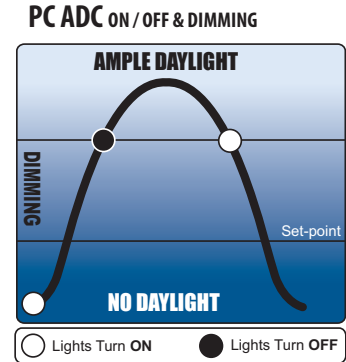 PC ADC ON / OFF & DIMMING
AMPLE DAYLIGHT
DIMMING
Set-point
NO DAYLIGHT
Lights Turn ON
Lights Turn OFF